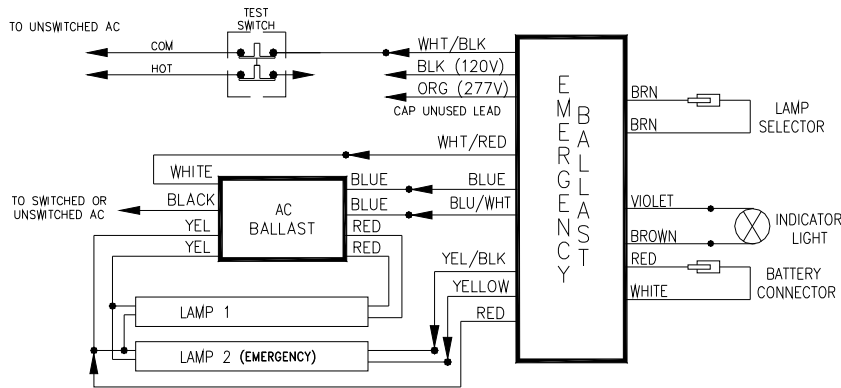 TEST
SWITCH
TO UNSWITCHED AC
COM
HOT
WHT/BLK
BLK (120V)
ORG (277V)
CAP UNUSED LEAD
WHT/RED
WHITE
BLACK
TO SWITCHED OR
UNSWITCHED AC
YEL
YEL
AC
BALLAST
BLUE
BLUE
RED
RED
BLUE
BLU/WHT
YEL/BLK
YELLOW
RED
LAMP 1
LAMP 2 (EMERGENCY)
EMERGENCY
BALLAST
BRN
BRN
LAMP
SELECTOR
VIOLET
BROWN
INDICATOR
LIGHT
RED
WHITE
BATTERY
CONNECTOR